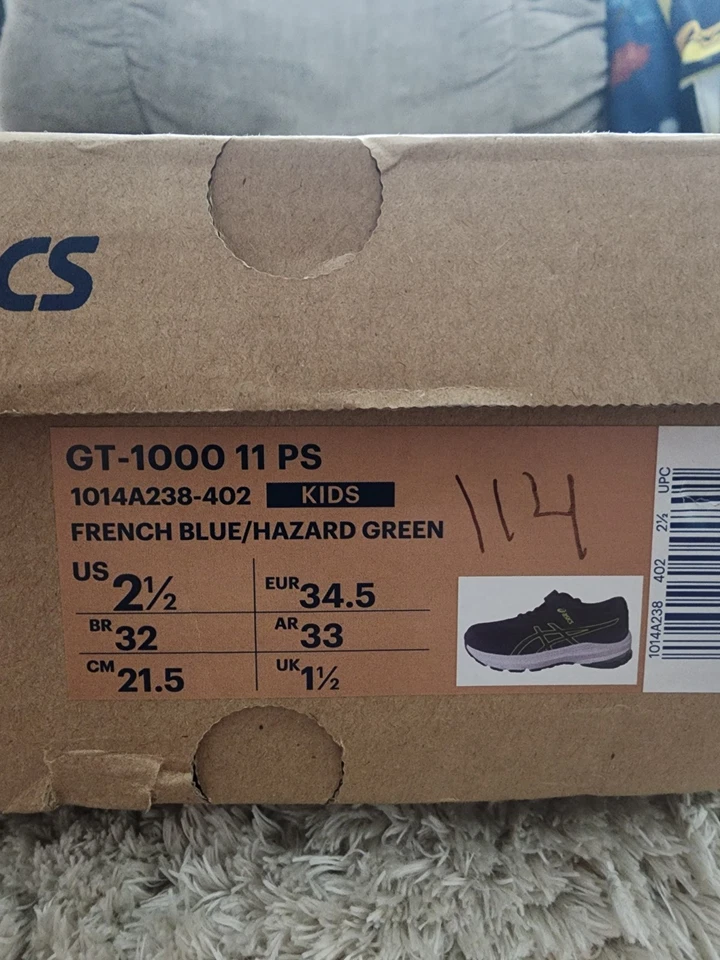 CS
GT-1000 11 PS
1014A238-402 KIDS
FRENCH BLUE/HAZARD GREEN
114
US 2½
EUR 34.5
BR 32
AR 33
CM 21.5
UK 1½
1014A238 402 2½ UPC